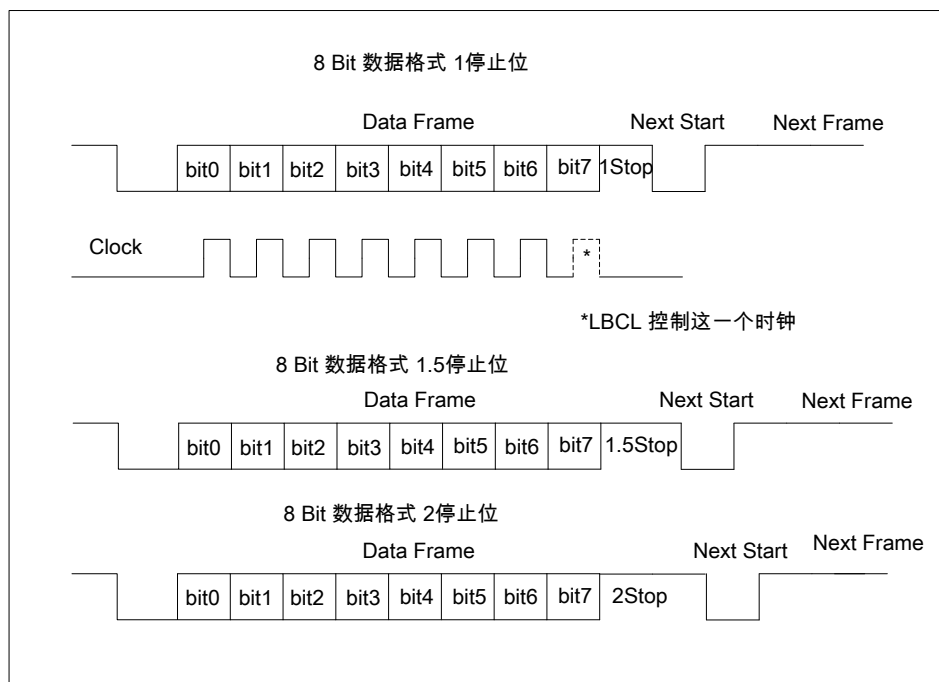 8 Bit 数据格式 1停止位
Data Frame Next Start Next Frame
bit0 bit1 bit2 bit3 bit4 bit5 bit6 bit7 1Stop
Clock
*
*LBCL 控制这一个时钟
8 Bit 数据格式 1.5停止位
Data Frame Next Start Next Frame
bit0 bit1 bit2 bit3 bit4 bit5 bit6 bit7 1.5Stop
8 Bit 数据格式 2停止位
Data Frame Next Start Next Frame
bit0 bit1 bit2 bit3 bit4 bit5 bit6 bit7 2Stop